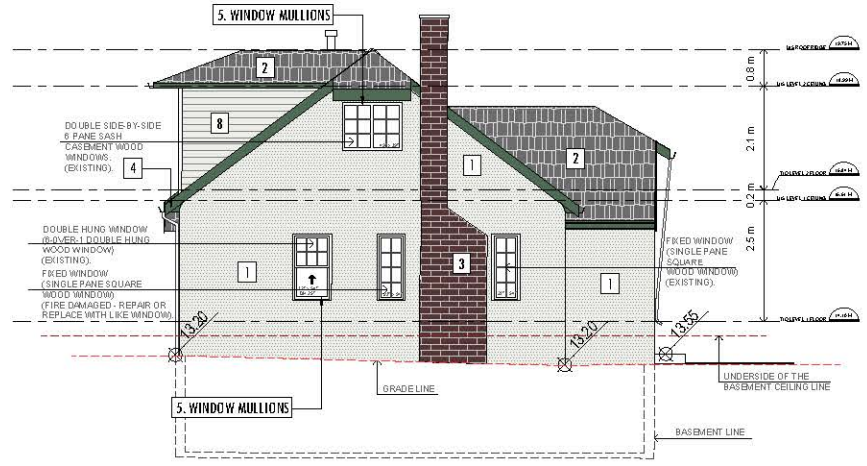 5. WINDOW MULLIONS
2
8
DOUBLE SIDE-BY-SIDE
6 PANE SASH
CASEMENT WOOD
WINDOWS.
(EXISTING).
4
1
2
0.8 m
2.1 m
0.2 m
2.5 m
DOUBLE HUNG WINDOW
(6-OVER-1 DOUBLE HUNG
WOOD WINDOW)
(EXISTING).
FIXED WINDOW
(SINGLE PANE SQUARE
WOOD WINDOW)
(FIRE DAMAGED - REPAIR OR
REPLACE WITH LIKE WINDOW).
1
3
FIXED WINDOW
(SINGLE PANE
SQUARE
WOOD WINDOW)
(EXISTING).
1
13.20
13.20
13.55
GRADE LINE
UNDERSIDE OF THE
BASEMENT CEILING LINE
5. WINDOW MULLIONS
BASEMENT LINE